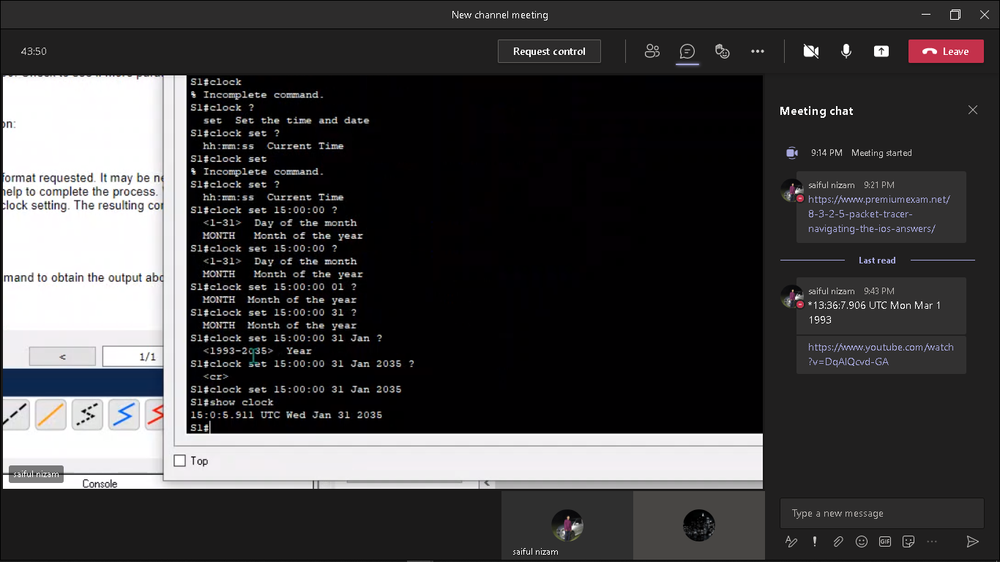 New channel meeting
43:50
Request control
Leave
on:
format requested. It may be ne
help to complete the process.
clock setting. The resulting cor
mmand to obtain the output abo
<
1/1
S1#clock
% Incomplete command.
S1#clock ?
set Set the time and date
S1#clock set ?
hh:mm:ss Current Time
S1#clock set
% Incomplete command.
S1#clock set ?
hh:mm:ss Current Time
S1#clock set 15:00:00 ?
<1-31> Day of the month
MONTH Month of the year
S1#clock set 15:00:00 ?
<1-31> Day of the month
MONTH Month of the year
S1#clock set 15:00:00 01 ?
MONTH Month of the year
S1#clock set 15:00:00 31 ?
MONTH Month of the year
S1#clock set 15:00:00 31 Jan ?
<1993-2035> Year
S1#clock set 15:00:00 31 Jan 2035 ?
<cr>
S1#clock set 15:00:00 31 Jan 2035
S1#show clock
15:0:5.911 UTC Wed Jan 31 2035
S1#
Top
saiful nizam
Console
<
saiful nizam
Meeting chat
9:14 PM Meeting started
saiful nizam 9:21 PM
https://www.premiumexam.net/
8-3-2-5-packet-tracer-
navigating-the-ios-answers/
Last read
saiful nizam 9:43 PM
*13:36:7.906 UTC Mon Mar 1
1993
https://www.youtube.com/watch
?v=DqAlQcvd-GA
Type a new message
GIF